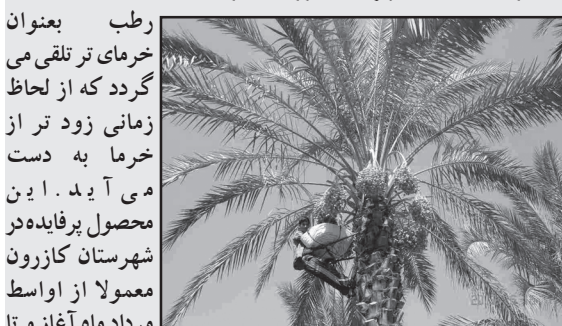 رطب بعنوان
خرمای تر تلقی می
گردد که از لحاظ
زمانی زود تر از
خرما به دست
می آید. این
محصول پرفایده در
شهرستان کازرون
معمولا از اواسط
مرداد ماه آغاز و تا